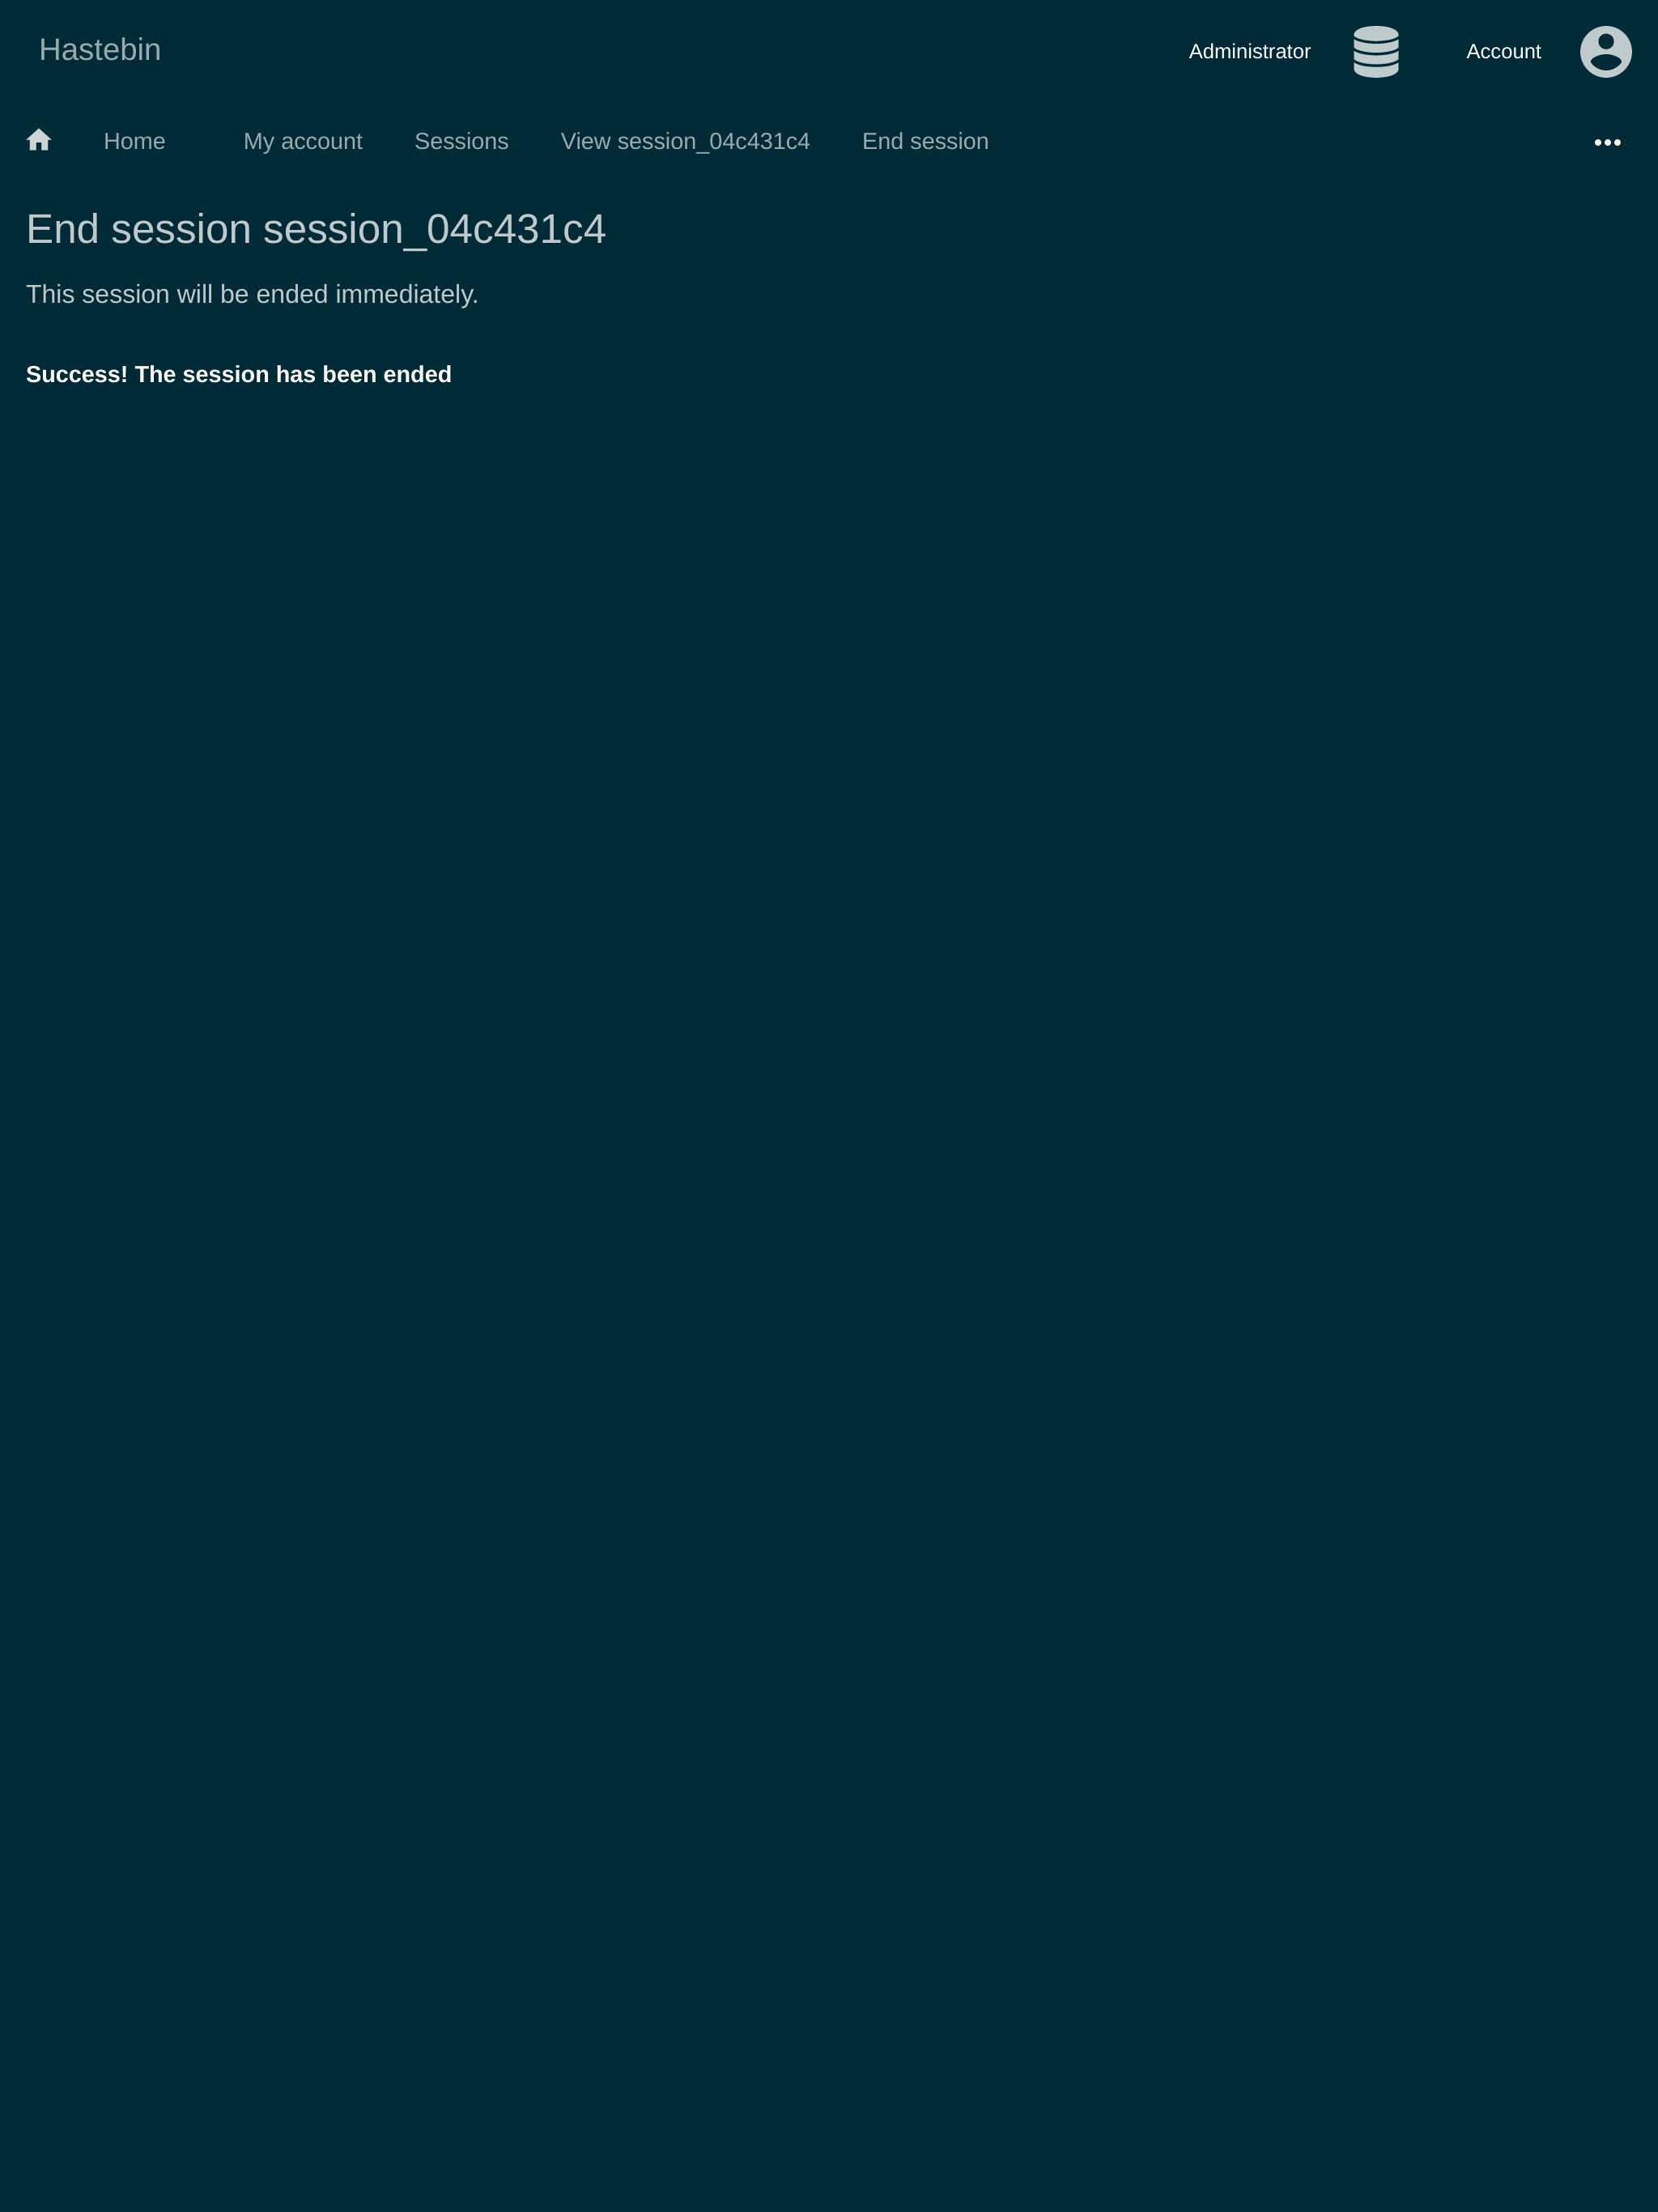 Hastebin
Administrator
Account
Home
My account
Sessions
View session_04c431c4
End session
End session session_04c431c4
This session will be ended immediately.
Success! The session has been ended